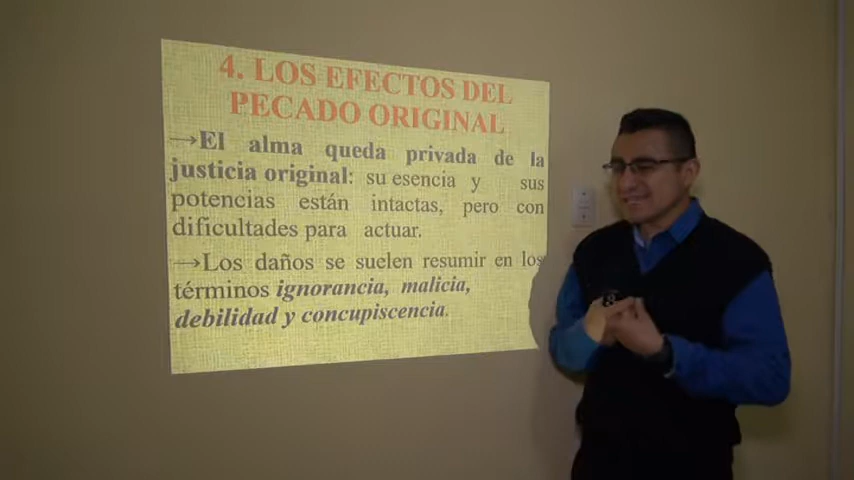 4. LOS EFECTOS DEL
PECADO ORIGINAL
→El alma queda privada de la
justicia original: su esencia y sus
potencias están intactas, pero con
dificultades para actuar.
→Los daños se suelen resumir en los
términos ignorancia, malicia,
debilidad y concupiscencia.